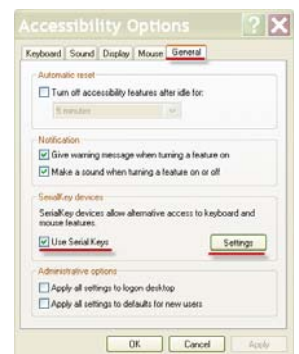 Accessibility Options
Keyboard Sound Display Mouse General
Automatic reset
Turn off accessibility features after idle for:
5 minutes
Notification
Give warning message when turning a feature on
Make a sound when turning a feature on or off
SerialKey devices
SerialKey devices allow alternative access to keyboard and
mouse features.
Use Serial Keys
Settings
Administrative options
Apply all settings to logon desktop
Apply all settings to defaults for new users
OK Cancel Apply